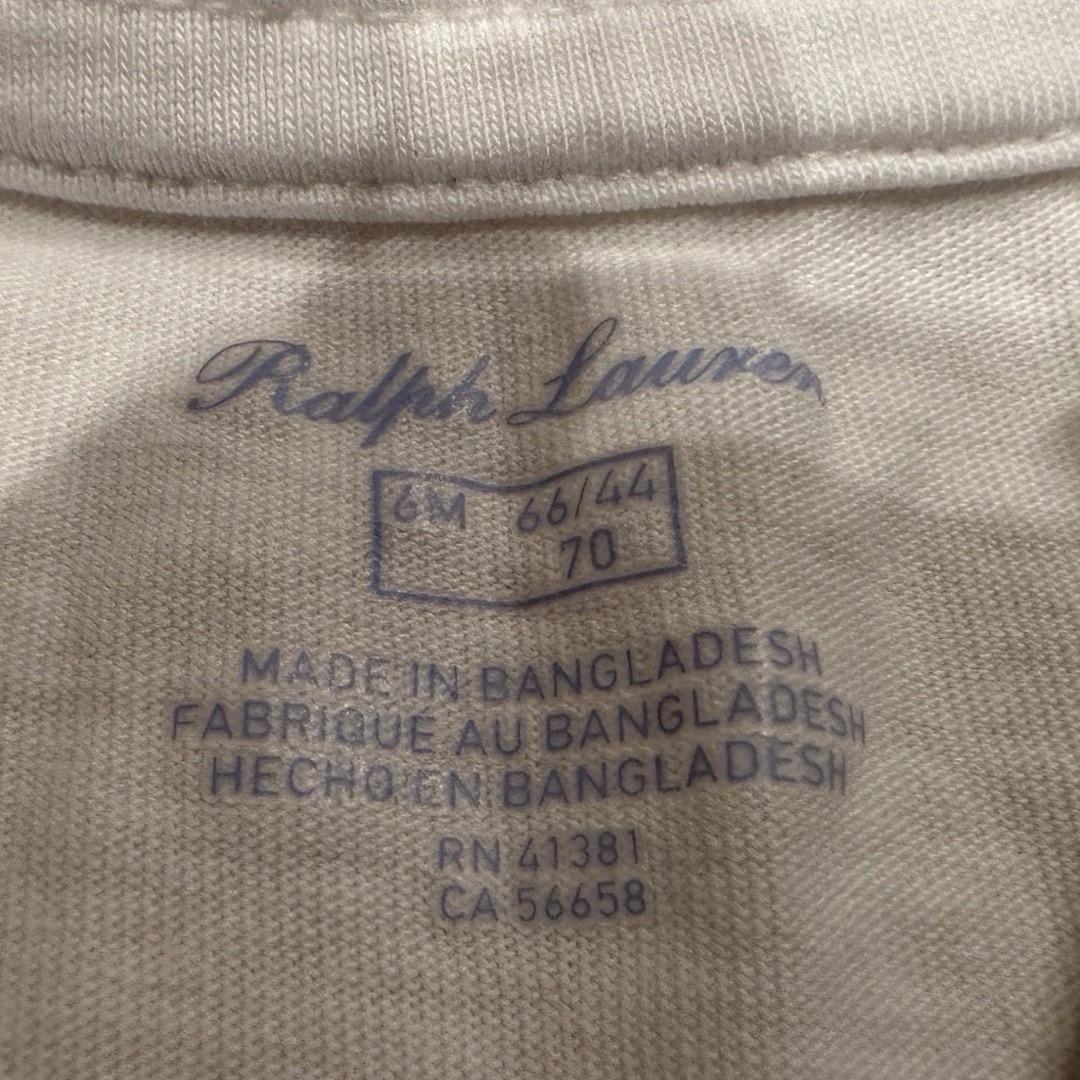 Ralph Lauren
6M 66/44
70
MADE IN BANGLADESH
FABRIQUÉ AU BANGLADESH
HECHO EN BANGLADESH
RN 41381
CA 56658